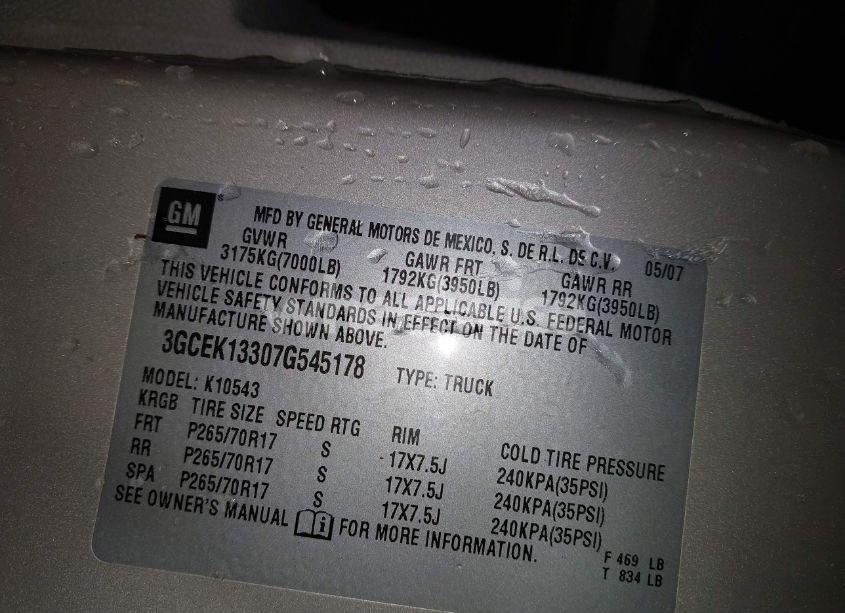 GM MFD BY GENERAL MOTORS DE MEXICO, S. DE R.L. DE C.V. 05/07
GVWR GAWR FRT GAWR RR
3175KG(7000LB) 1792KG(3950LB) 1792KG(3950LB)
THIS VEHICLE CONFORMS TO ALL APPLICABLE U.S. FEDERAL MOTOR
VEHICLE SAFETY STANDARDS IN EFFECT ON THE DATE OF
MANUFACTURE SHOWN ABOVE.
3GCEK13307G545178 TYPE: TRUCK
MODEL: K10543
KRGB TIRE SIZE SPEED RTG RIM COLD TIRE PRESSURE
FRT P265/70R17 S 17X7.5J 240KPA(35PSI)
RR P265/70R17 S 17X7.5J 240KPA(35PSI)
SPA P265/70R17 S 17X7.5J 240KPA(35PSI)
SEE OWNER'S MANUAL i FOR MORE INFORMATION.
F 469 LB
T 834 LB